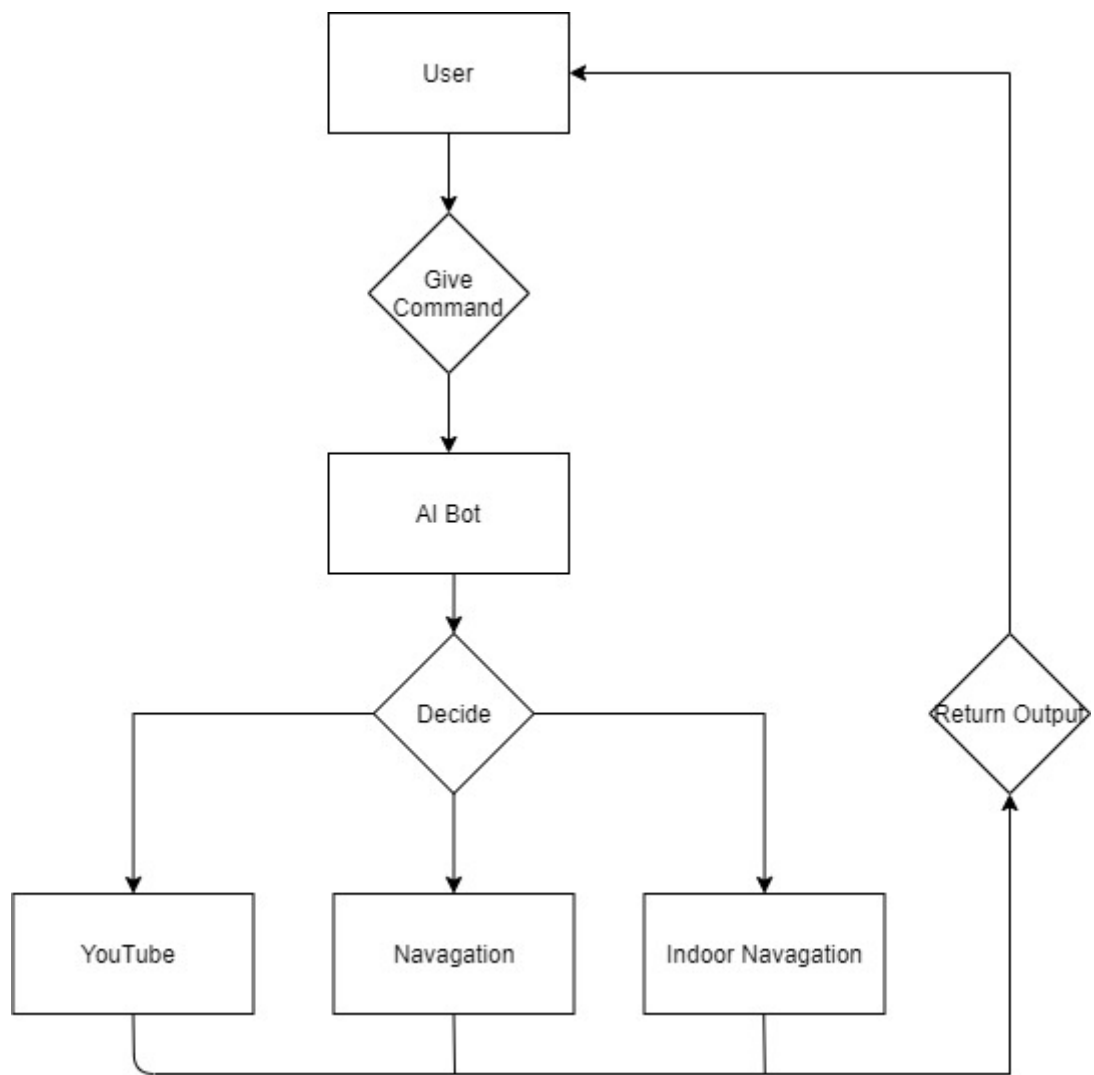 User
Give
Command
AI Bot
Decide
Return Output
YouTube
Navagation
Indoor Navagation